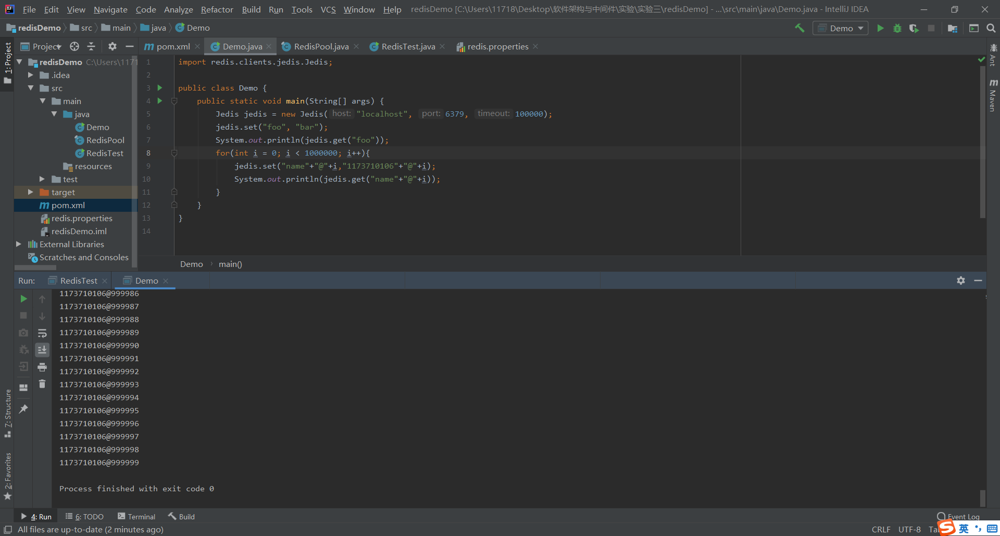 File Edit View Navigate Code Analyze Refactor Build Run Tools VCS Window Help redisDemo [C:\Users\11718\Desktop\软件架构与中间件\实验\实验三\redisDemo] - ...\src\main\java\Demo.java - IntelliJ IDEA
redisDemo src main java Demo
Demo
1: Project
Project
pom.xml Demo.java RedisPool.java RedisTest.java redis.properties
redisDemo C:\Users\1171
.idea
src
main
java
Demo
RedisPool
RedisTest
resources
test
target
pom.xml
redis.properties
redisDemo.iml
External Libraries
Scratches and Consoles
1 import redis.clients.jedis.Jedis;
2
3 public class Demo {
4 public static void main(String[] args) {
5 Jedis jedis = new Jedis( host: "localhost", port: 6379, timeout: 100000);
6 jedis.set("foo", "bar");
7 System.out.println(jedis.get("foo"));
8 for(int i = 0; i < 1000000; i++){
9 jedis.set("name"+"@"+i,"1173710106"+"@"+i);
10 System.out.println(jedis.get("name"+"@"+i));
11 }
12 }
13 }
14
Demo main()
Ant
Maven
Run: RedisTest Demo
1173710106@999986
1173710106@999987
1173710106@999988
1173710106@999989
1173710106@999990
1173710106@999991
1173710106@999992
1173710106@999993
1173710106@999994
1173710106@999995
1173710106@999996
1173710106@999997
1173710106@999998
1173710106@999999
Process finished with exit code 0
7: Structure
2: Favorites
4: Run 6: TODO Terminal Build Event Log
All files are up-to-date (2 minutes ago) CRLF UTF-8 Ta
英